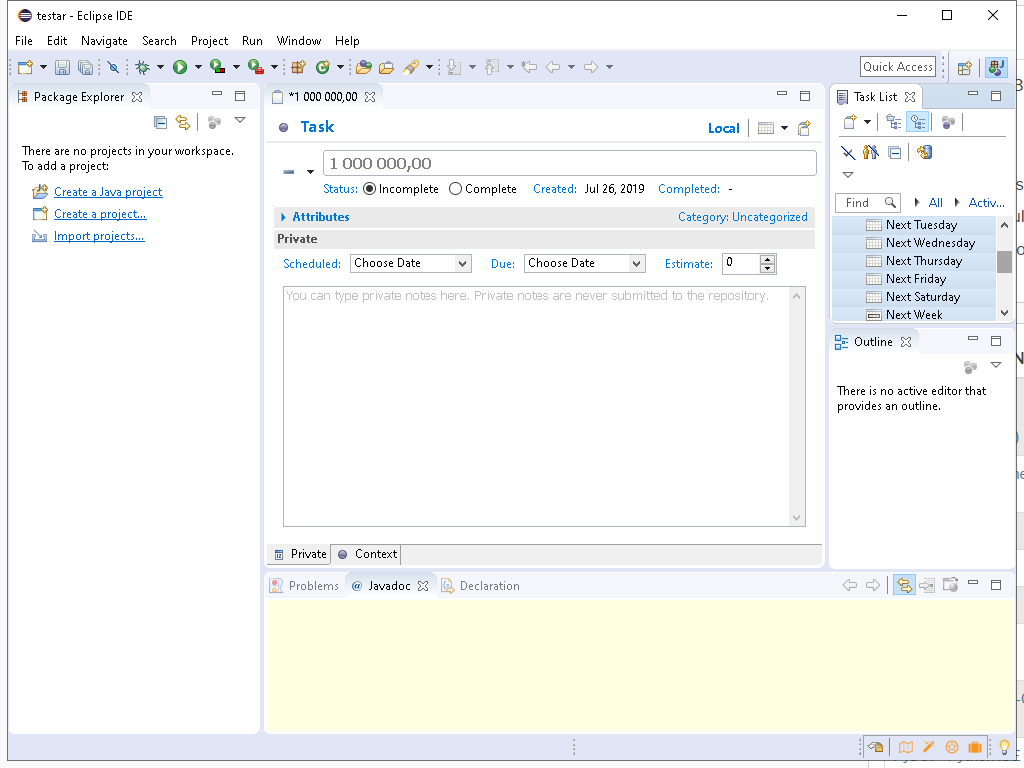 testar - Eclipse IDE
File Edit Navigate Search Project Run Window Help
Quick Access
Package Explorer
There are no projects in your workspace.
To add a project:
Create a Java project
Create a project...
Import projects...
*1 000 000,00
Task
Local
1 000 000,00
Status: Incomplete Complete Created: Jul 26, 2019 Completed: -
Attributes Category: Uncategorized
Private
Scheduled: Choose Date Due: Choose Date Estimate: 0
You can type private notes here. Private notes are never submitted to the repository.
Private Context
Problems @ Javadoc Declaration
Task List
Find All Activ...
Next Tuesday
Next Wednesday
Next Thursday
Next Friday
Next Saturday
Next Week
Outline
There is no active editor that
provides an outline.